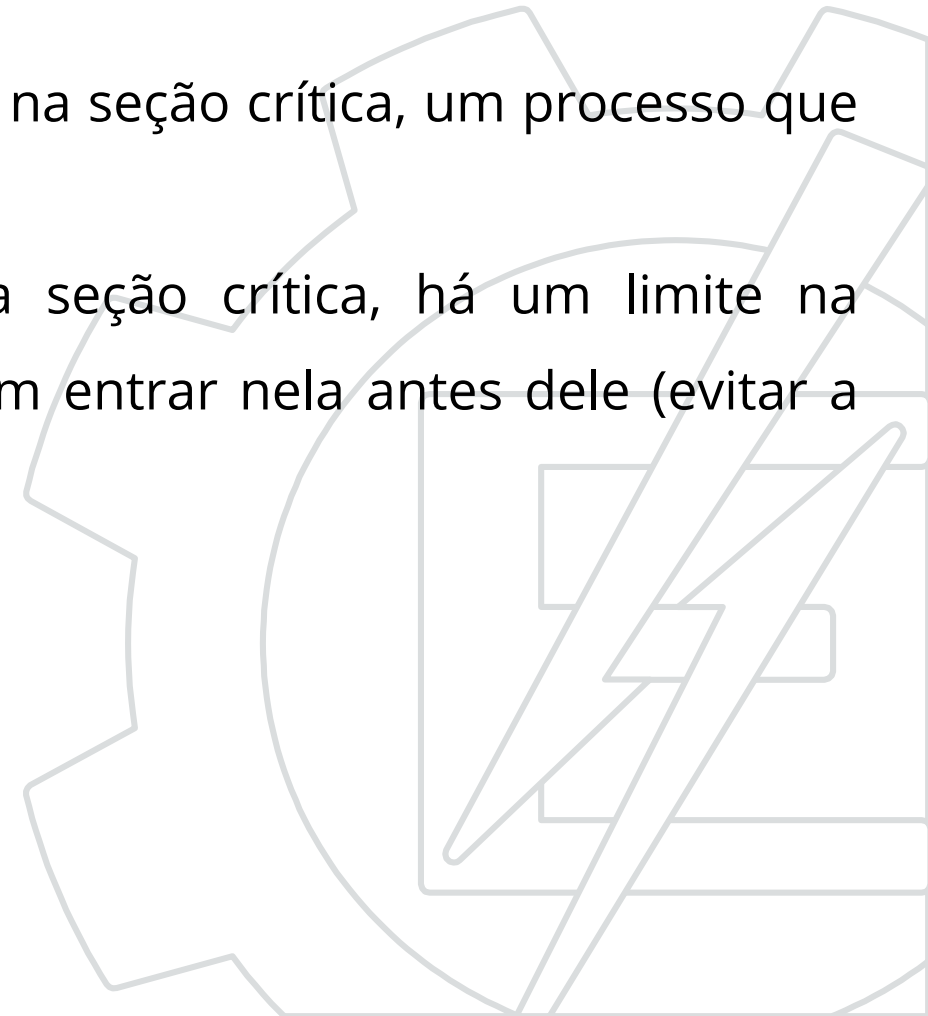 na seção crítica, um processo que
seção crítica, há um limite na
entrar nela antes dele (evitar a